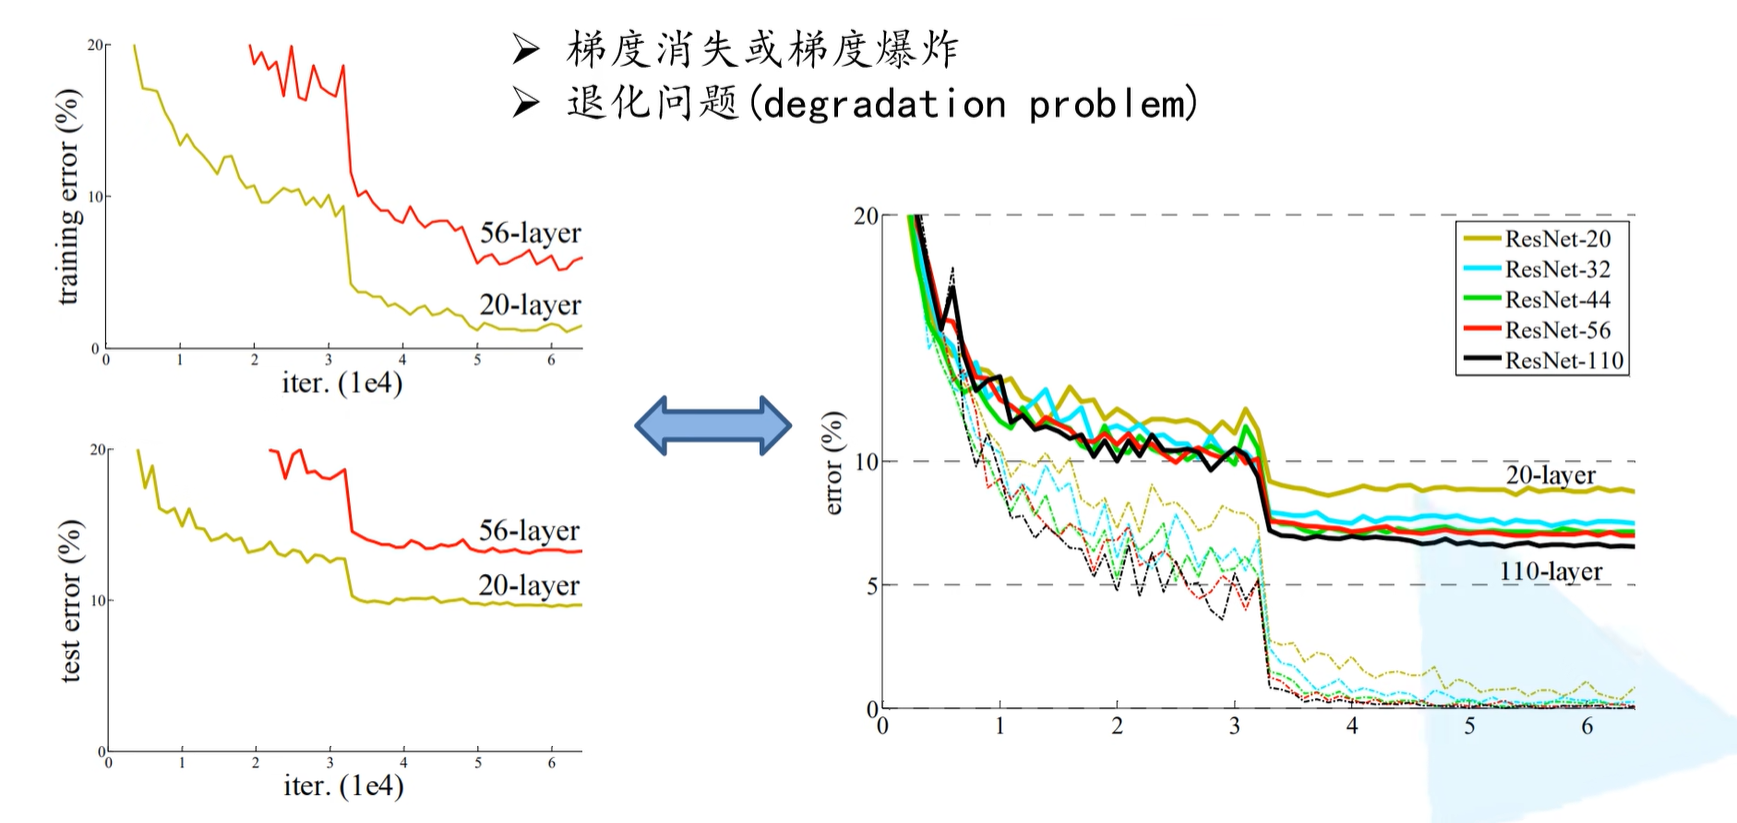 ➤ 梯度消失或梯度爆炸
➤ 退化问题(degradation problem)
20
10
0
training error (%)
56-layer
20-layer
0 1 2 3 4 5 6
iter. (1e4)
20
10
0
test error (%)
56-layer
20-layer
0 1 2 3 4 5 6
iter. (1e4)
20
10
5
0
error (%)
ResNet-20
ResNet-32
ResNet-44
ResNet-56
ResNet-110
20-layer
110-layer
0 1 2 3 4 5 6